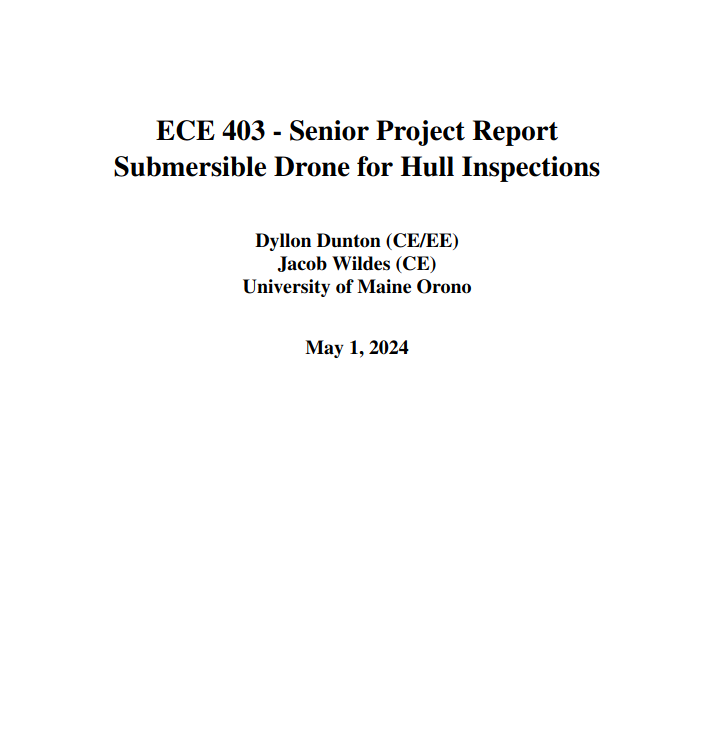 ECE 403 - Senior Project Report
Submersible Drone for Hull Inspections
Dyllon Dunton (CE/EE)
Jacob Wildes (CE)
University of Maine Orono
May 1, 2024